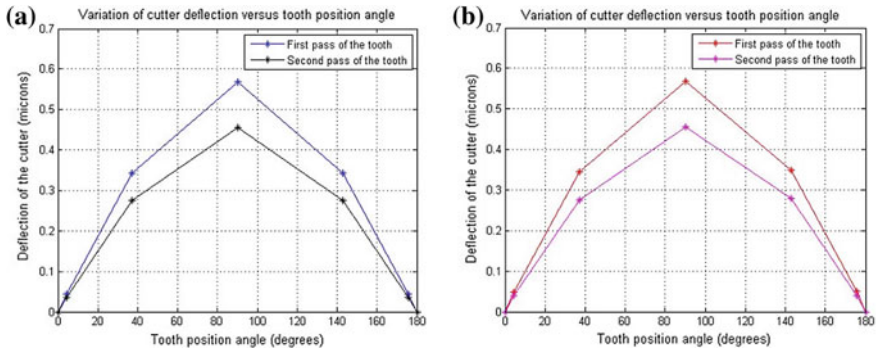 (a)
Variation of cutter deflection versus tooth position angle
First pass of the tooth
Second pass of the tooth
Deflection of the cutter (microns)
0.7
0.6
0.5
0.4
0.3
0.2
0.1
0
0 20 40 60 80 100 120 140 160 180
Tooth position angle (degrees)
(b)
Variation of cutter deflection versus tooth position angle
First pass of the tooth
Second pass of the tooth
Deflection of the cutter (microns)
0.7
0.6
0.5
0.4
0.3
0.2
0.1
0
0 20 40 60 80 100 120 140 160 180
Tooth position angle (degrees)